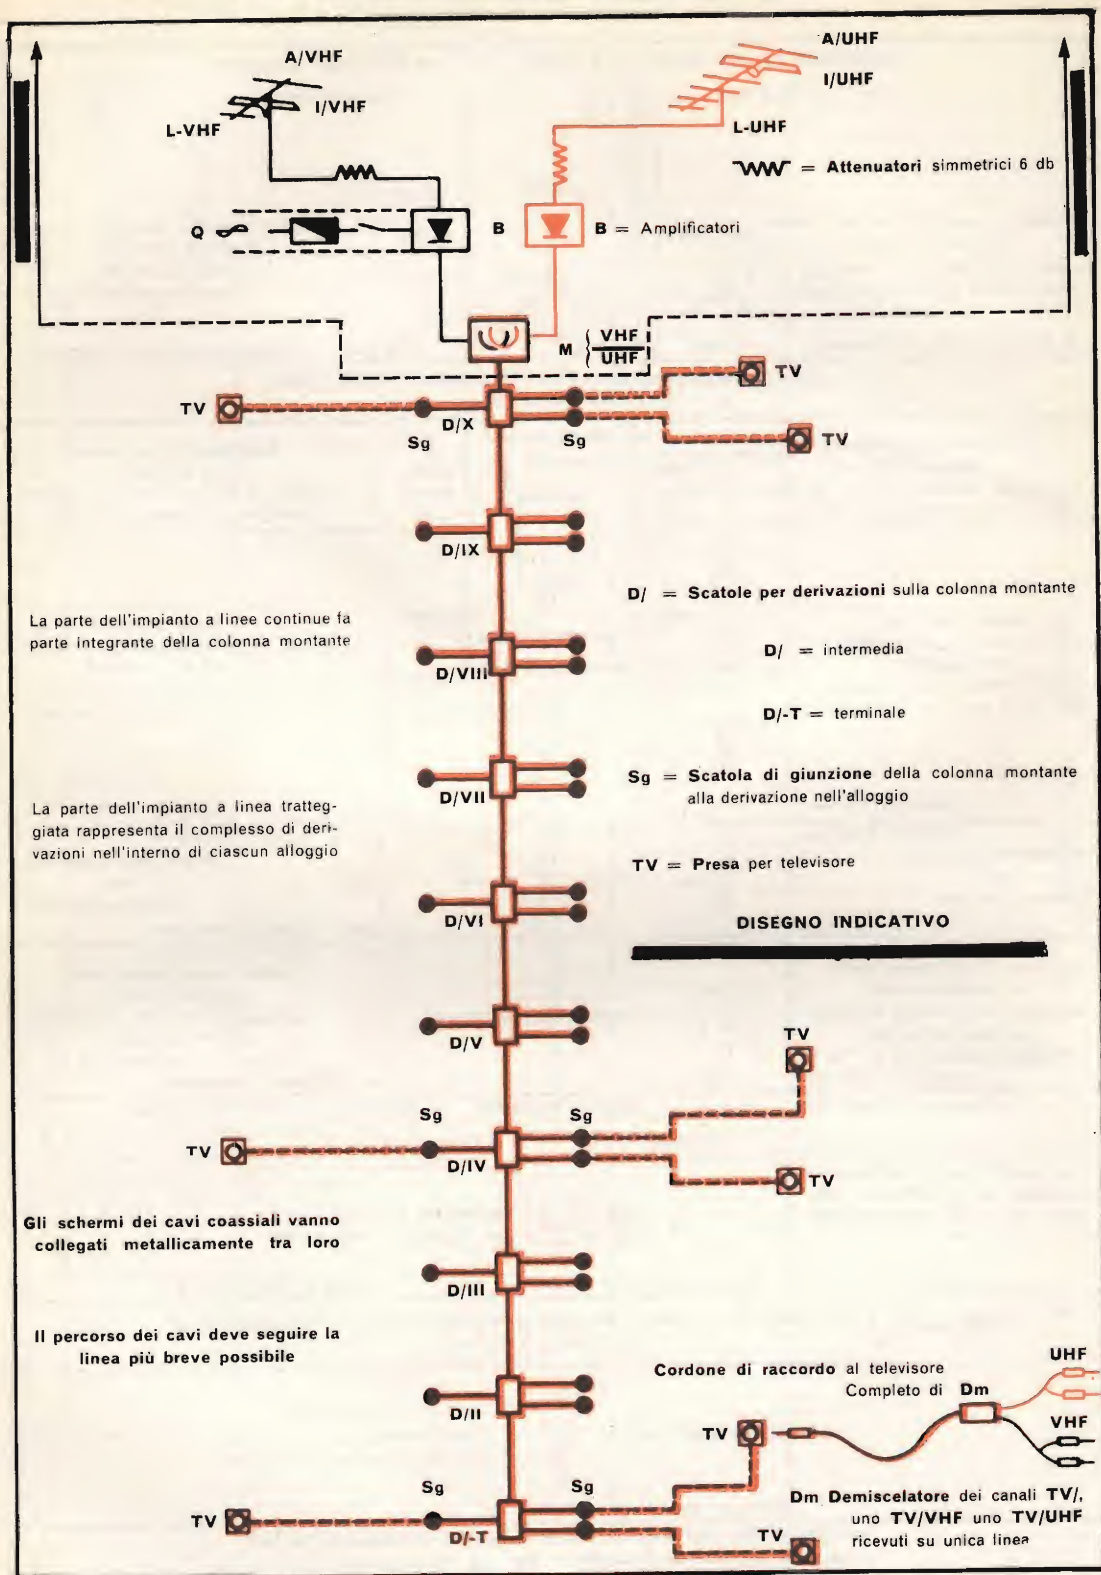 A/VHF
A/UHF
I/VHF
I/UHF
L-VHF
L-UHF
= Attenuatori simmetrici 6 db
Q
B
B = Amplificatori
M { VHF
UHF
TV
TV
D/X
Sg
Sg
TV
D/IX
D/ = Scatole per derivazioni sulla colonna montante
La parte dell'impianto a linee continue fa
parte integrante della colonna montante
D/ = intermedia
D/VIII
D/-T = terminale
Sg = Scatola di giunzione della colonna montante
alla derivazione nell'alloggio
D/VII
La parte dell'impianto a linea tratteg-
giata rappresenta il complesso di deri-
vazioni nell'interno di ciascun alloggio
TV = Presa per televisore
D/VI
DISEGNO INDICATIVO
D/V
TV
Sg
Sg
TV
D/IV
TV
Gli schermi dei cavi coassiali vanno
collegati metallicamente tra loro
D/III
Il percorso dei cavi deve seguire la
linea più breve possibile
Cordone di raccordo al televisore
Completo di Dm
UHF
VHF
D/II
TV
Sg
Sg
Dm Demiscelatore dei canali TV/,
uno TV/VHF uno TV/UHF
ricevuti su unica linea
TV
D/-T
TV